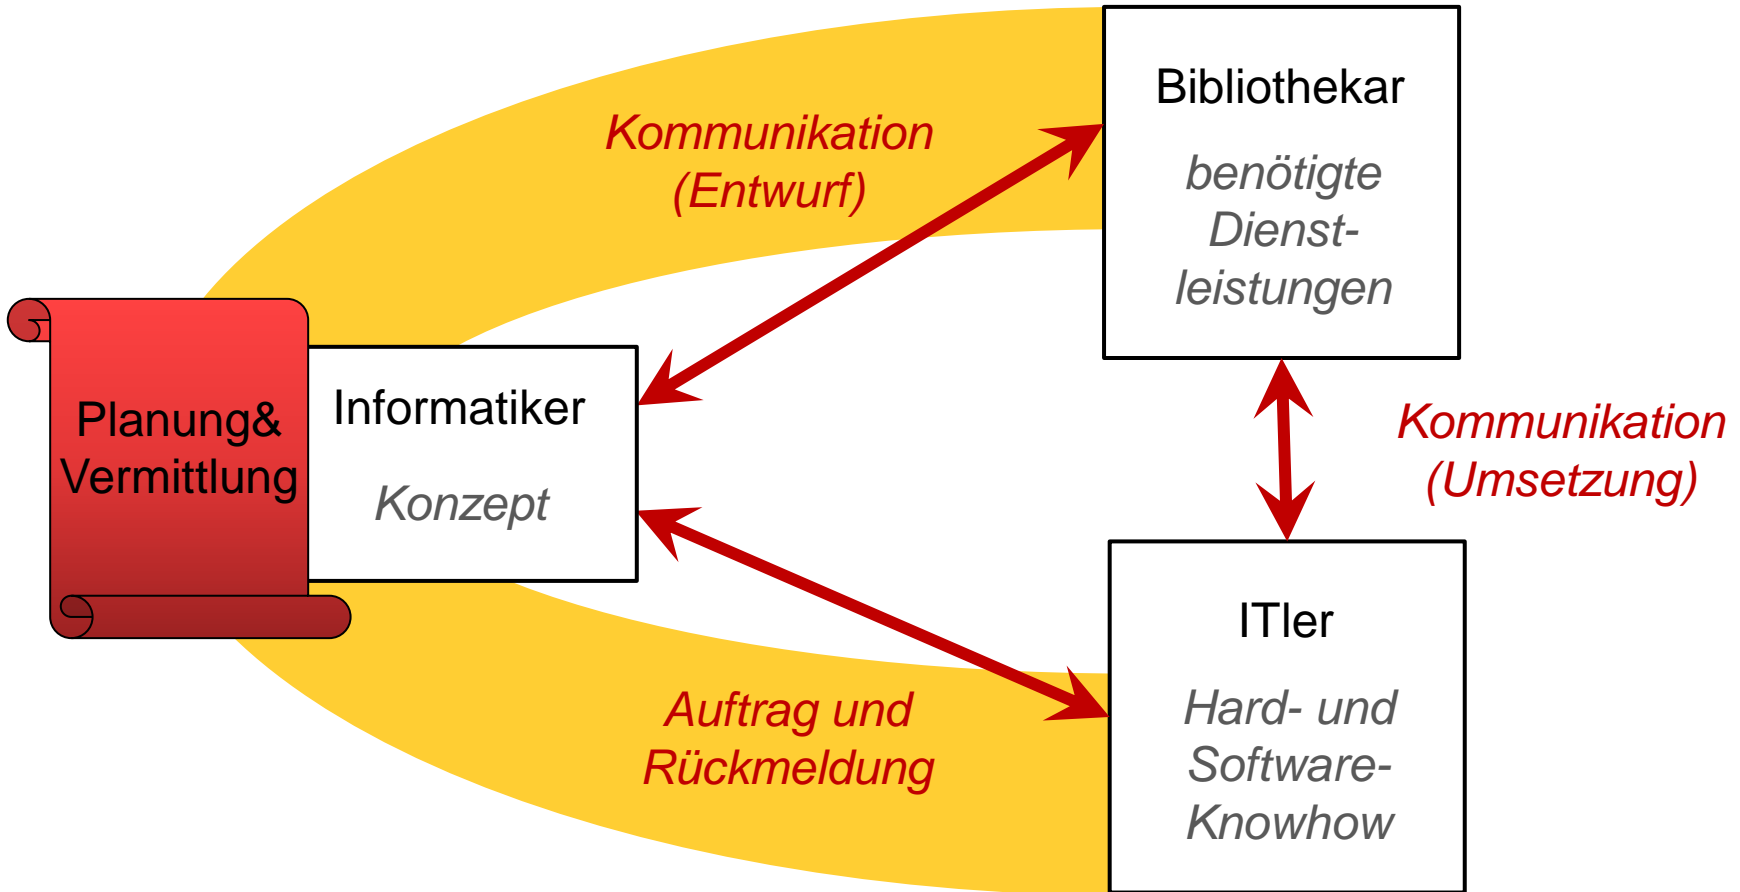 Bibliothekar
benötigte
Dienst-
leistungen
Kommunikation
(Entwurf)
Planung&
Vermittlung
Informatiker
Konzept
Kommunikation
(Umsetzung)
Auftrag und
Rückmeldung
ITler
Hard- und
Software-
Knowhow